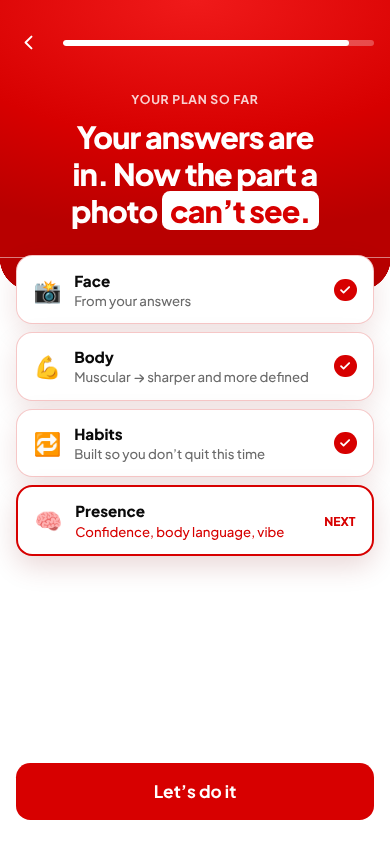 YOUR PLAN SO FAR
Your answers are
in. Now the part a
photo can’t see.
Face
From your answers
Body
Muscular → sharper and more defined
Habits
Built so you don’t quit this time
Presence
Confidence, body language, vibe
NEXT
Let’s do it